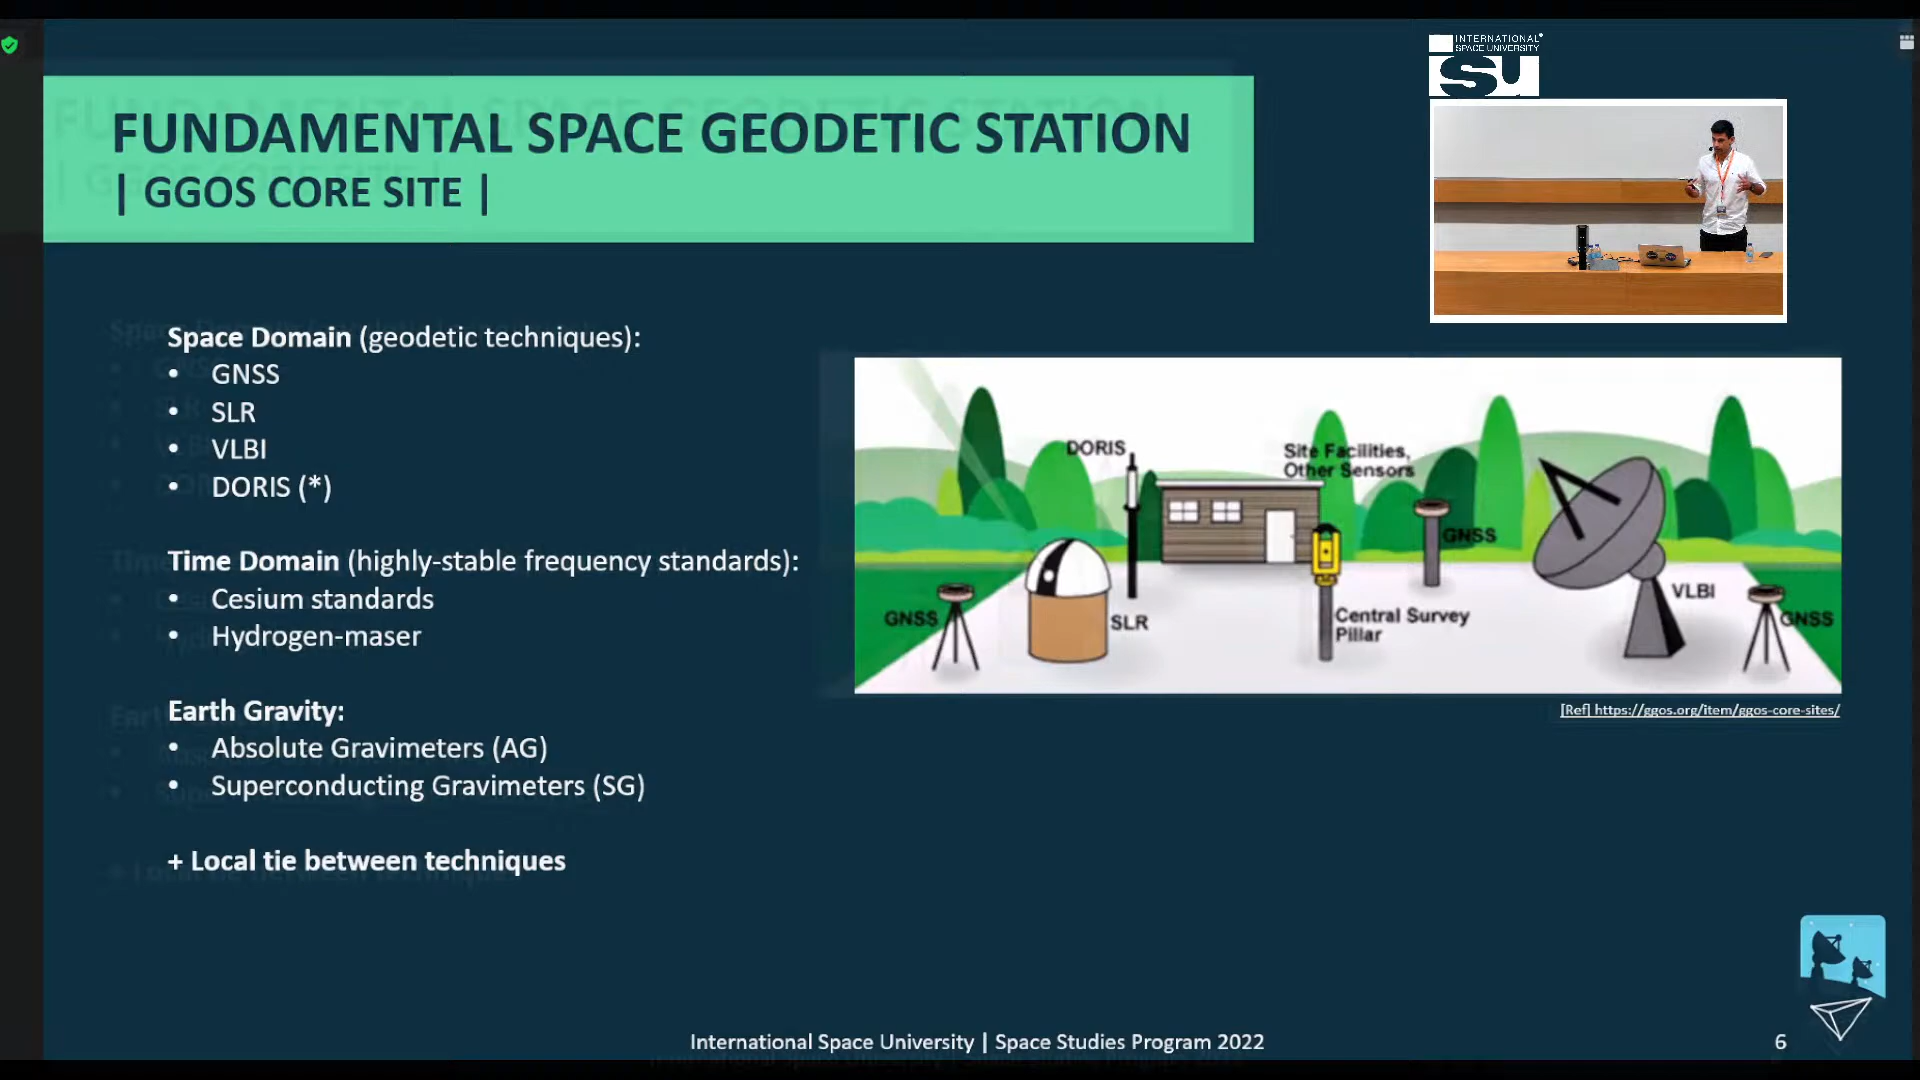 INTERNATIONAL
SPACE UNIVERSITY
SU
FUNDAMENTAL SPACE GEODETIC STATION
| GGOS CORE SITE |
Space Domain (geodetic techniques):
• GNSS
• SLR
• VLBI
• DORIS (*)
Time Domain (highly-stable frequency standards):
• Cesium standards
• Hydrogen-maser
Earth Gravity:
• Absolute Gravimeters (AG)
• Superconducting Gravimeters (SG)
+ Local tie between techniques
DORIS
Site Facilities,
Other Sensors
GNSS
GNSS
SLR
Central Survey
Pillar
VLBI
GNSS
[Ref] https://ggos.org/item/ggos-core-sites/
International Space University | Space Studies Program 2022
6